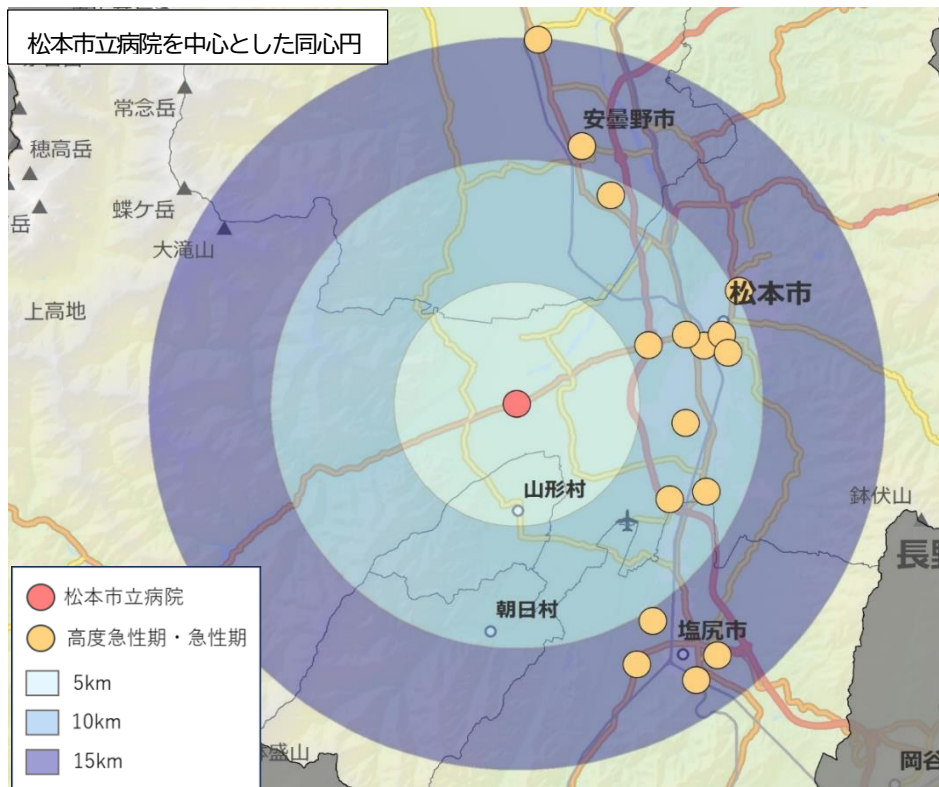 松本市立病院を中心とした同心円
常念岳
安曇野市
穂高岳
蝶ケ岳
岳
大滝山
松本市
上高地
山形村
鉢伏山
長野
朝日村
塩尻市
盛山
岡谷
松本市立病院
高度急性期・急性期
5km
10km
15km